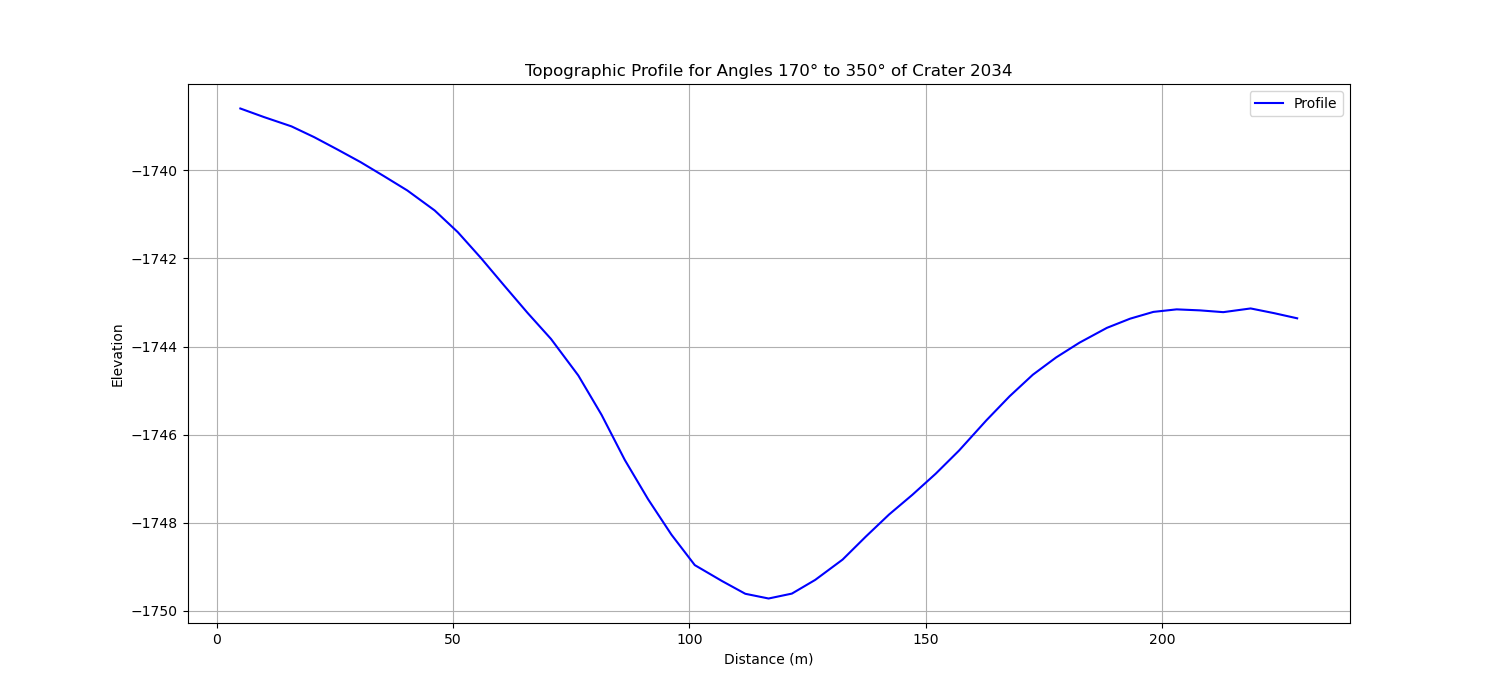 Topographic Profile for Angles 170° to 350° of Crater 2034
Profile
−1740
−1742
−1744
−1746
−1748
−1750
Elevation
0 50 100 150 200
Distance (m)